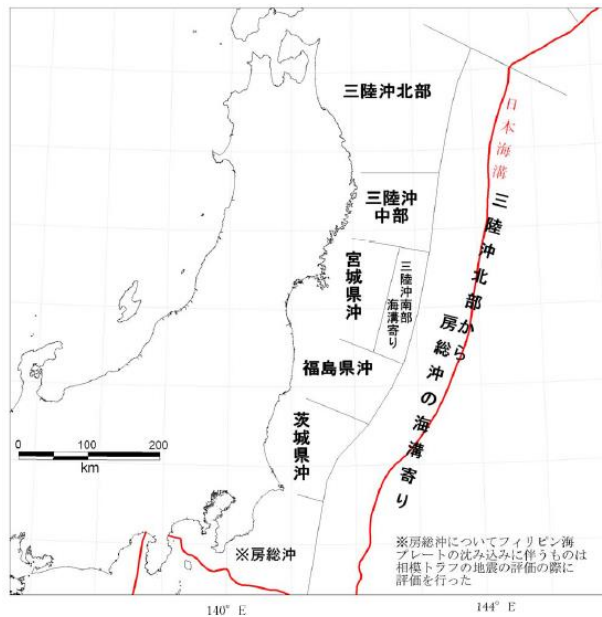 三陸沖北部
日本海溝
三陸沖
中部
三陸沖北部から
房総沖の海溝寄り
宮城県沖
三陸沖南部
海溝寄り
福島県沖
茨城県沖
0 50 100 200
km
※房総沖
※房総沖についてフィリピン海
プレートの沈み込みに伴うものは
相模トラフの地震の評価の際に
評価を行った
140° E
144° E